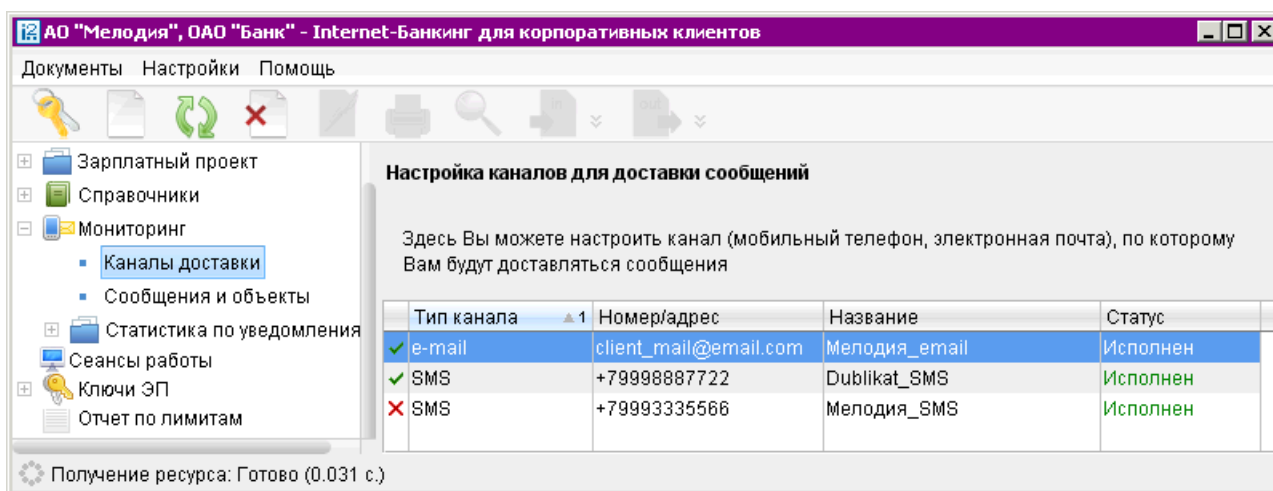 АО "Мелодия", ОАО "Банк" - Internet-Банкинг для корпоративных клиентов
Документы Настройки Помощь
in out
Зарплатный проект
Справочники
Мониторинг
Каналы доставки
Сообщения и объекты
Статистика по уведомления
Сеансы работы
Ключи ЭП
Отчет по лимитам
Настройка каналов для доставки сообщений
Здесь Вы можете настроить канал (мобильный телефон, электронная почта), по которому
Вам будут доставляться сообщения
Тип канала 1 Номер/адрес Название Статус
e-mail client_mail@email.com Мелодия_email Исполнен
SMS +79998887722 Dublikat_SMS Исполнен
SMS +79993335566 Мелодия_SMS Исполнен
Получение ресурса: Готово (0.031 с.)